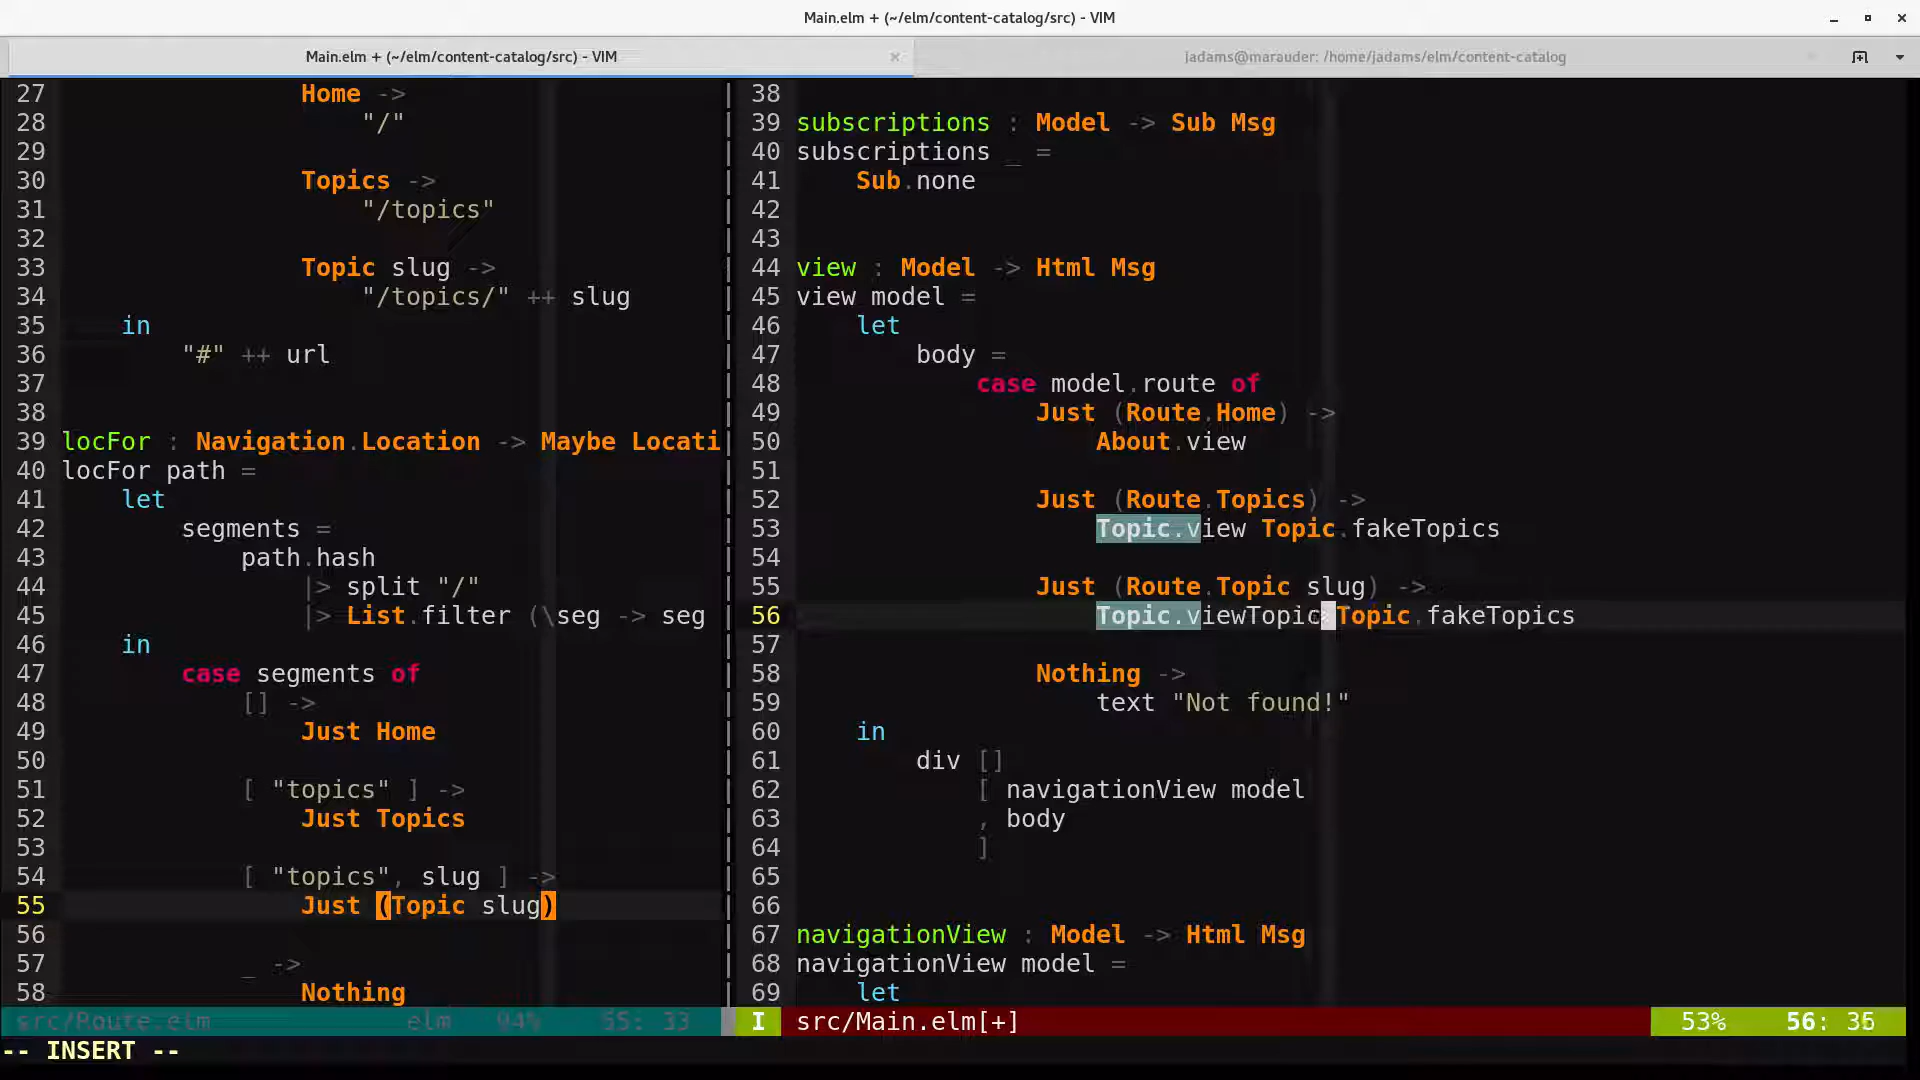 Main.elm + (~/elm/content-catalog/src) - VIM
Main.elm + (~/elm/content-catalog/src) - VIM
jadams@marauder: /home/jadams/elm/content-catalog
27 Home ->
28 "/"
29
30 Topics ->
31 "/topics"
32
33 Topic slug ->
34 "/topics/" ++ slug
35 in
36 "#" ++ url
37
38
39 locFor : Navigation.Location -> Maybe Locati
40 locFor path =
41 let
42 segments =
43 path.hash
44 |> split "/"
45 |> List.filter (\seg -> seg
46 in
47 case segments of
48 [] ->
49 Just Home
50
51 [ "topics" ] ->
52 Just Topics
53
54 [ "topics", slug ] ->
55 Just (Topic slug)
56
57 _ ->
58 Nothing
src/Route.elm elm 94% 55: 33
38
39 subscriptions : Model -> Sub Msg
40 subscriptions _ =
41 Sub.none
42
43
44 view : Model -> Html Msg
45 view model =
46 let
47 body =
48 case model.route of
49 Just (Route.Home) ->
50 About.view
51
52 Just (Route.Topics) ->
53 Topic.view Topic.fakeTopics
54
55 Just (Route.Topic slug) ->
56 Topic.viewTopic Topic.fakeTopics
57
58 Nothing ->
59 text "Not found!"
60 in
61 div []
62 [ navigationView model
63 , body
64 ]
65
66
67 navigationView : Model -> Html Msg
68 navigationView model =
69 let
I src/Main.elm[+] 53% 56: 36
-- INSERT --